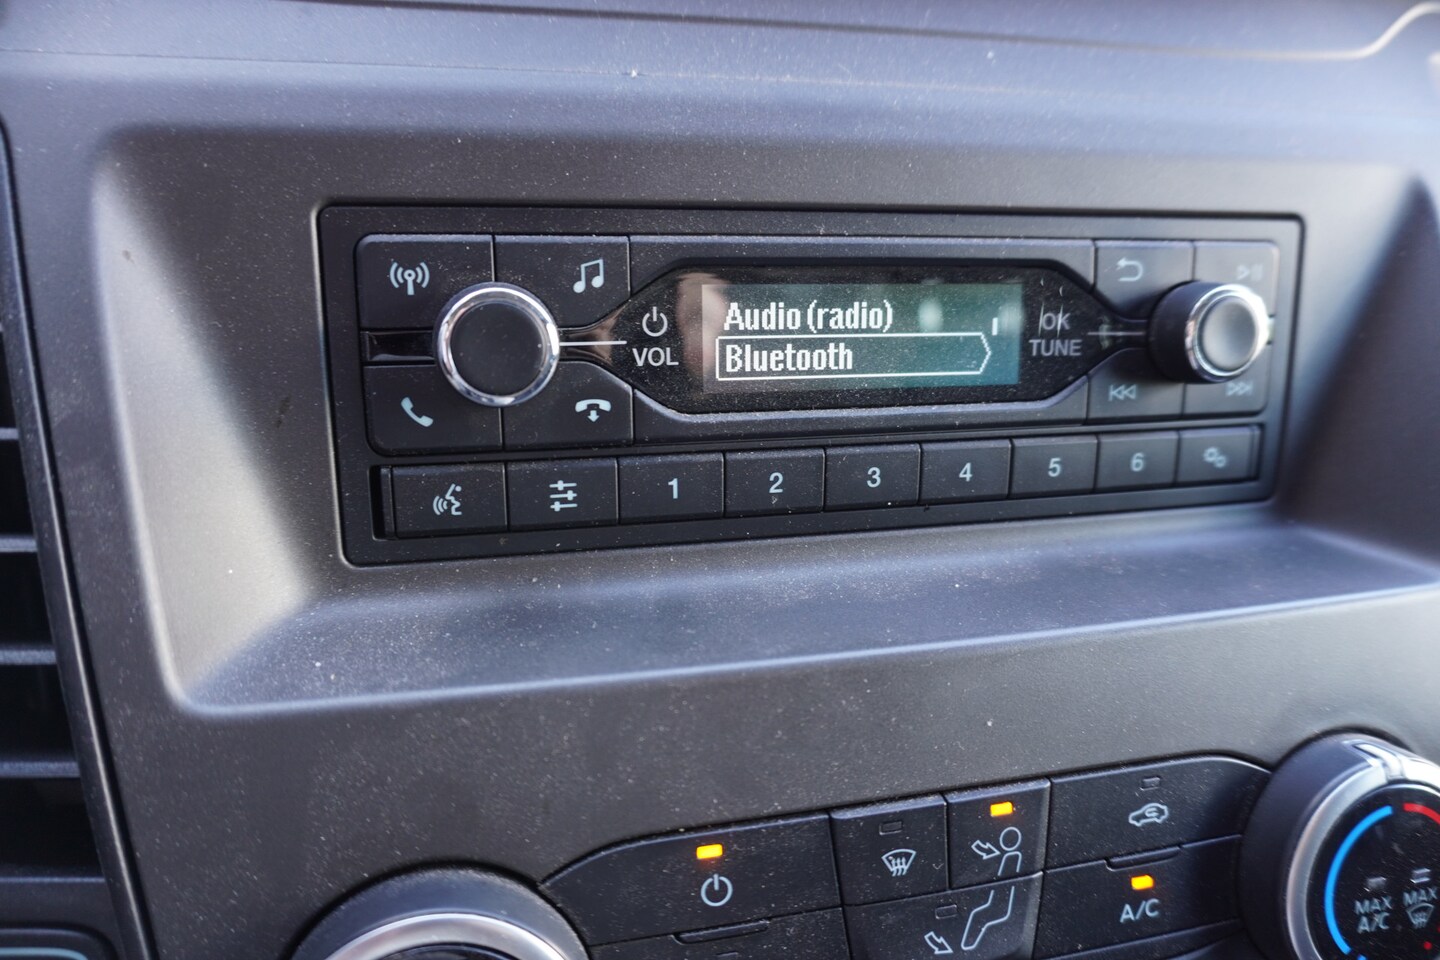 Audio (radio)
Bluetooth
VOL
OK
TUNE
1 2 3 4 5 6
A/C
MAX
A/C
MAX